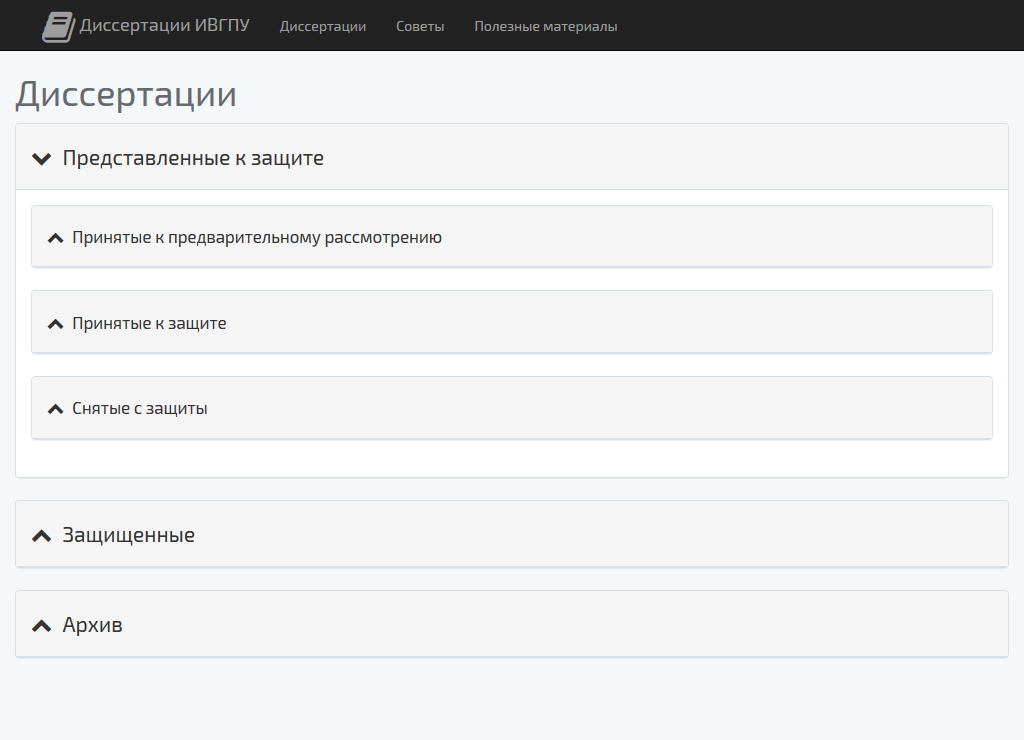 Диссертации ИВГПУ Диссертации Советы Полезные материалы
Диссертации
Представленные к защите
Принятые к предварительному рассмотрению
Принятые к защите
Снятые с защиты
Защищенные
Архив